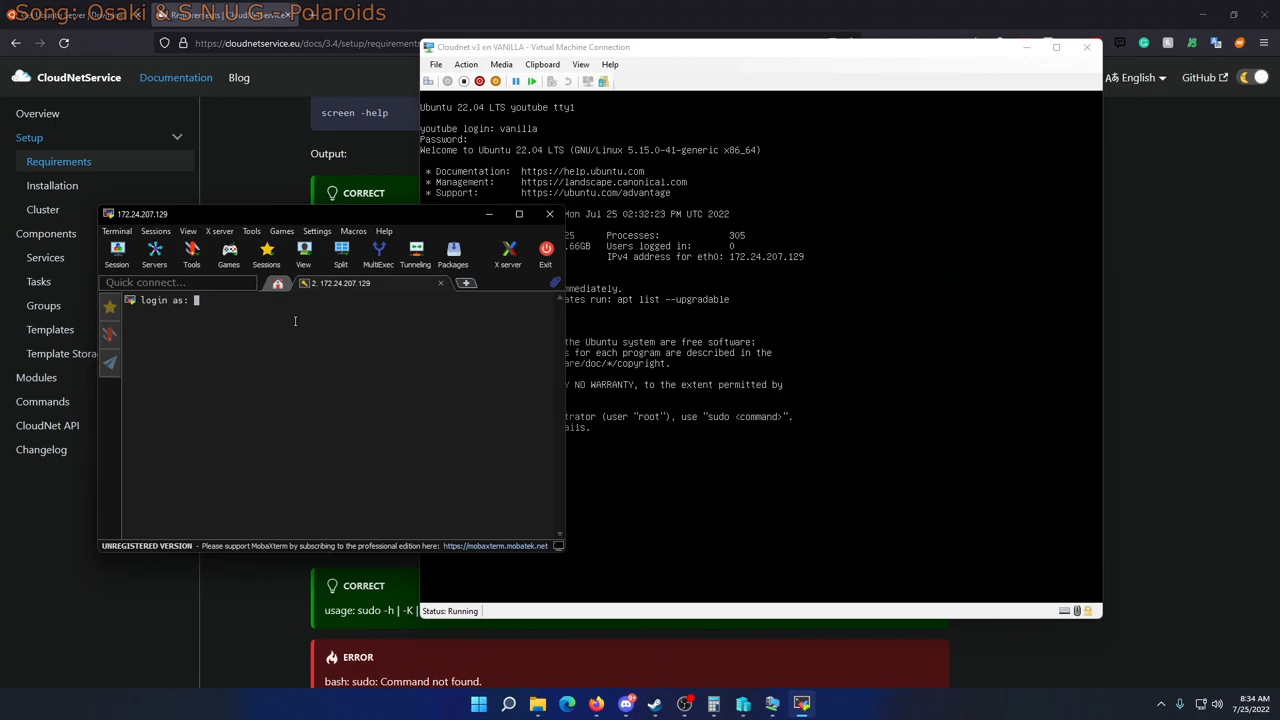 Song: Osaki & S.N.U.G - Polaroids
https://cloudnetservice.eu/docs/3.4/setup/requirements
CloudNetService
Documentation
Blog
English
GitHub
Overview
Setup
Requirements
Installation
Cluster
Components
Services
Tasks
Groups
Templates
Template Stora
Modules
Commands
CloudNet API
Changelog
screen -help
Output:
CORRECT
Cloudnet v3 on VANILLA - Virtual Machine Connection
File Action Media Clipboard View Help
Ubuntu 22.04 LTS youtube tty1
youtube login: vanilla
Password:
Welcome to Ubuntu 22.04 LTS (GNU/Linux 5.15.0-41-generic x86_64)
* Documentation: https://help.ubuntu.com
* Management: https://landscape.canonical.com
* Support: https://ubuntu.com/advantage
Mon Jul 25 02:32:23 PM UTC 2022
25 Processes: 305
.66GB Users logged in: 0
IPv4 address for eth0: 172.24.207.129
mmediately.
ates run: apt list --upgradable
the Ubuntu system are free software;
s for each program are described in the
are/doc/*/copyright.
Y NO WARRANTY, to the extent permitted by
trator (user "root"), use "sudo <command>".
ails.
Status: Running
172.24.207.129
Terminal Sessions View X server Tools Games Settings Macros Help
Session Servers Tools Games Sessions View Split MultiExec Tunneling Packages X server Exit
Quick connect...
2. 172.24.207.129
login as:
UNREGISTERED VERSION - Please support MobaXterm by subscribing to the professional edition here: https://mobaxterm.mobatek.net
CORRECT
usage: sudo -h | -K |
ERROR
bash: sudo: Command not found.
8:34 AM
7/25/2022